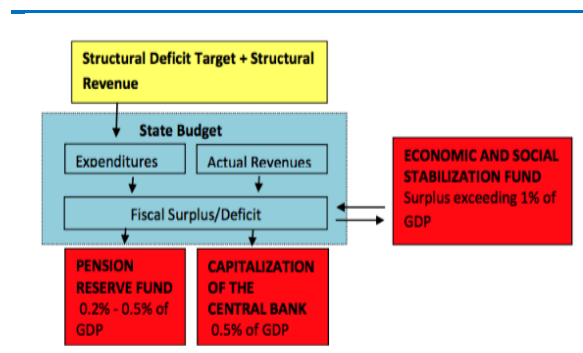 Structural Deficit Target + Structural
Revenue
State Budget
Expenditures
Actual Revenues
Fiscal Surplus/Deficit
ECONOMIC AND SOCIAL
STABILIZATION FUND
Surplus exceeding 1% of
GDP
PENSION
RESERVE FUND
0.2% - 0.5% of
GDP
CAPITALIZATION
OF THE
CENTRAL BANK
0.5% of GDP